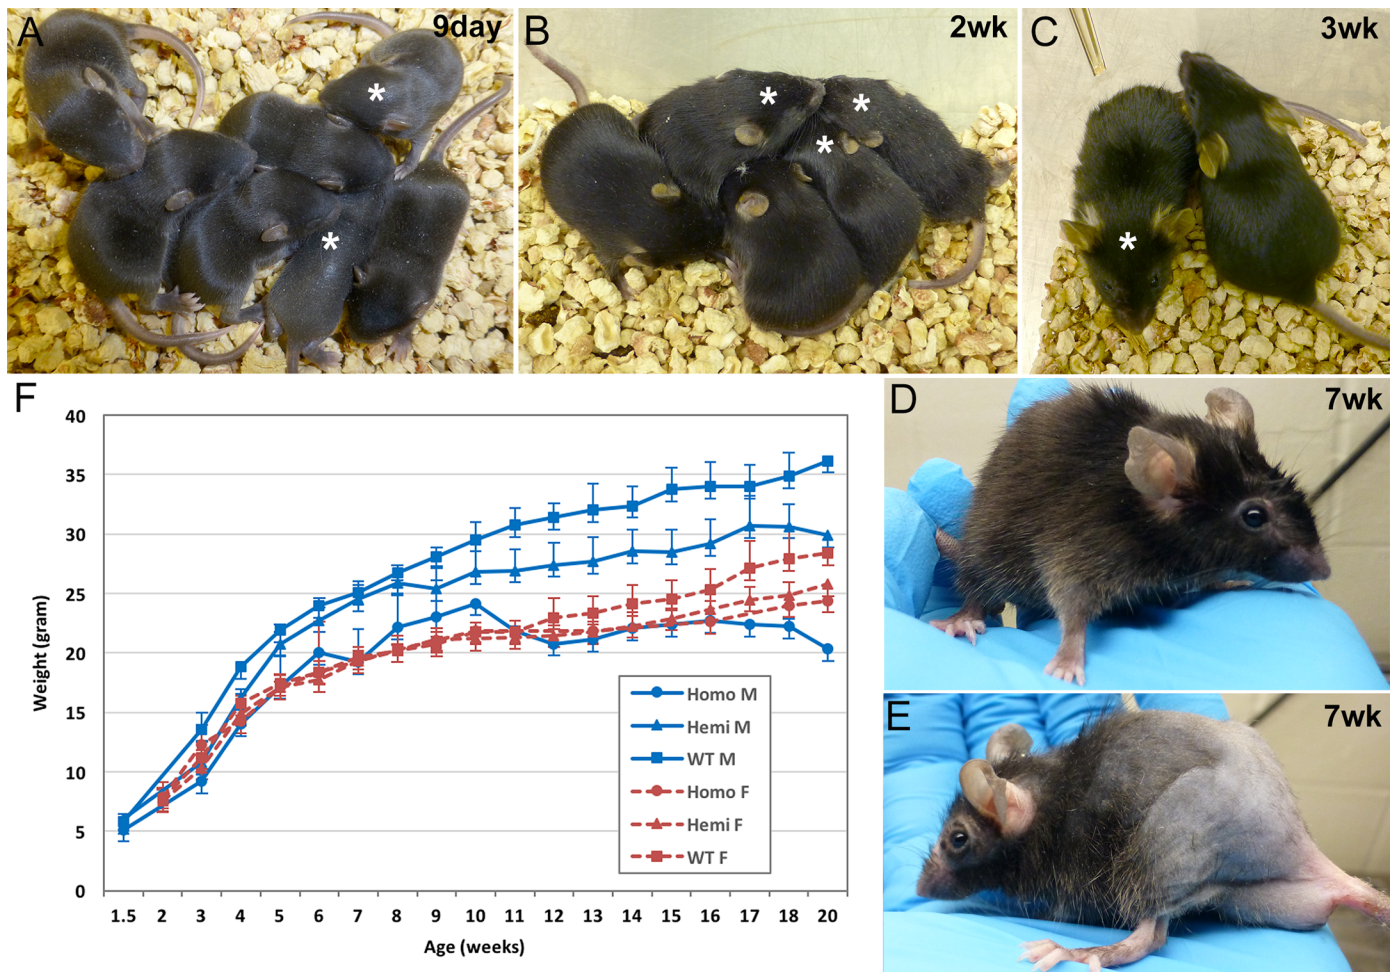 A
9day
*
*
B
2wk
*
*
*
C
3wk
*
F
40
35
30
25
20
15
10
5
0
Weight (gram)
1.5 2 3 4 5 6 7 8 9 10 11 12 13 14 15 16 17 18 20
Age (weeks)
Homo M
Hemi M
WT M
Homo F
Hemi F
WT F
D
7wk
E
7wk